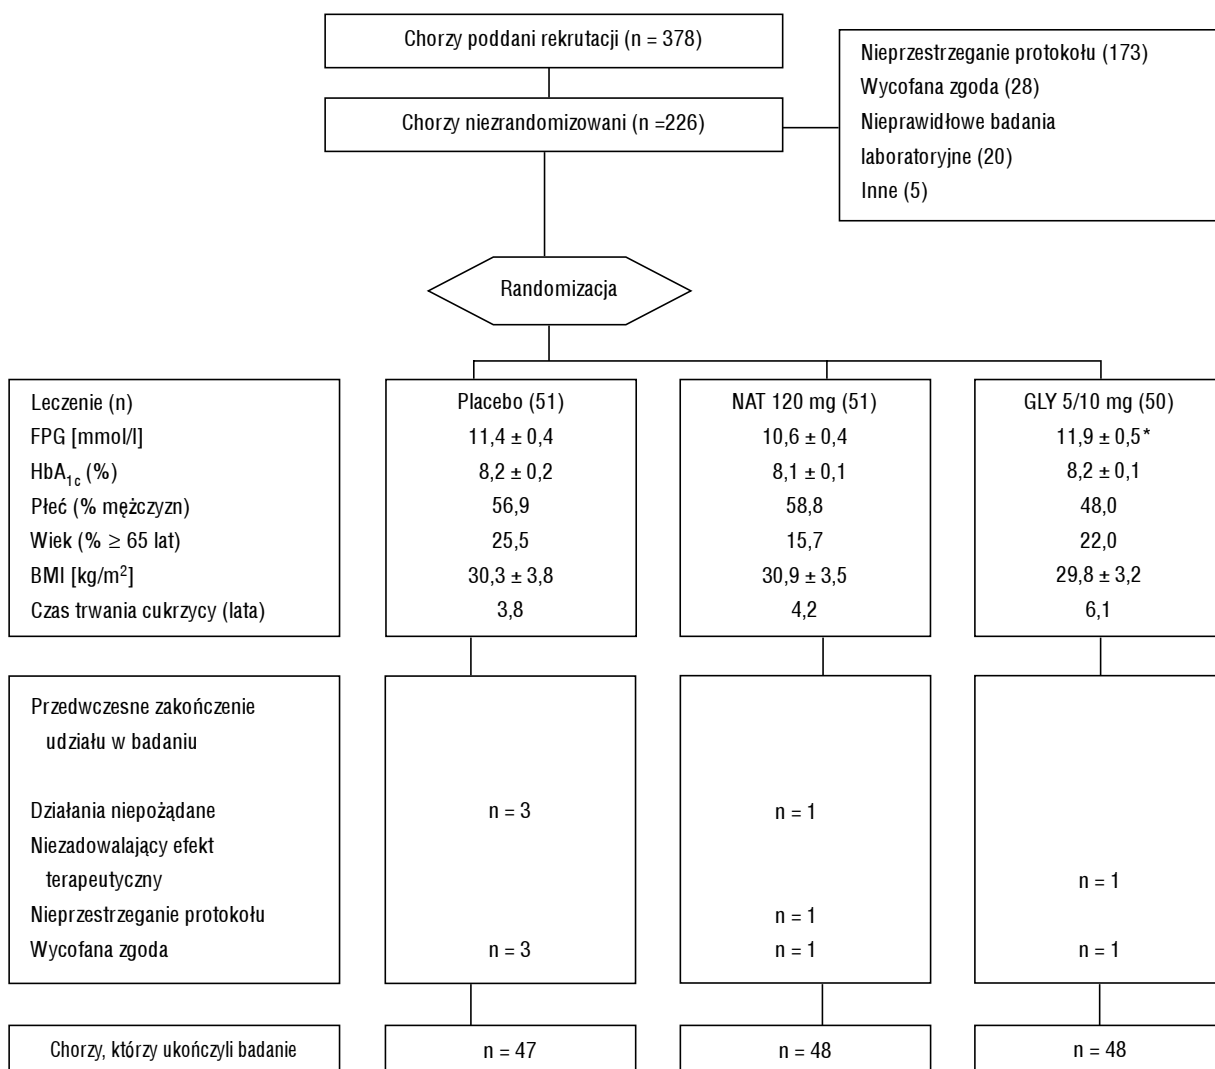 Chorzy poddani rekrutacji (n = 378)
Chorzy niezrandomizowani (n =226)
Nieprzestrzeganie protokołu (173)
Wycofana zgoda (28)
Nieprawidłowe badania
laboratoryjne (20)
Inne (5)
Randomizacja
Leczenie (n) Placebo (51) NAT 120 mg (51) GLY 5/10 mg (50)
FPG [mmol/l] 11,4 ± 0,4 10,6 ± 0,4 11,9 ± 0,5*
HbA1c (%) 8,2 ± 0,2 8,1 ± 0,1 8,2 ± 0,1
Płeć (% mężczyzn) 56,9 58,8 48,0
Wiek (% ≥ 65 lat) 25,5 15,7 22,0
BMI [kg/m²] 30,3 ± 3,8 30,9 ± 3,5 29,8 ± 3,2
Czas trwania cukrzycy (lata) 3,8 4,2 6,1
Przedwczesne zakończenie
udziału w badaniu
Działania niepożądane n = 3 n = 1
Niezadowalający efekt
terapeutyczny n = 1
Nieprzestrzeganie protokołu n = 1
Wycofana zgoda n = 3 n = 1 n = 1
Chorzy, którzy ukończyli badanie n = 47 n = 48 n = 48